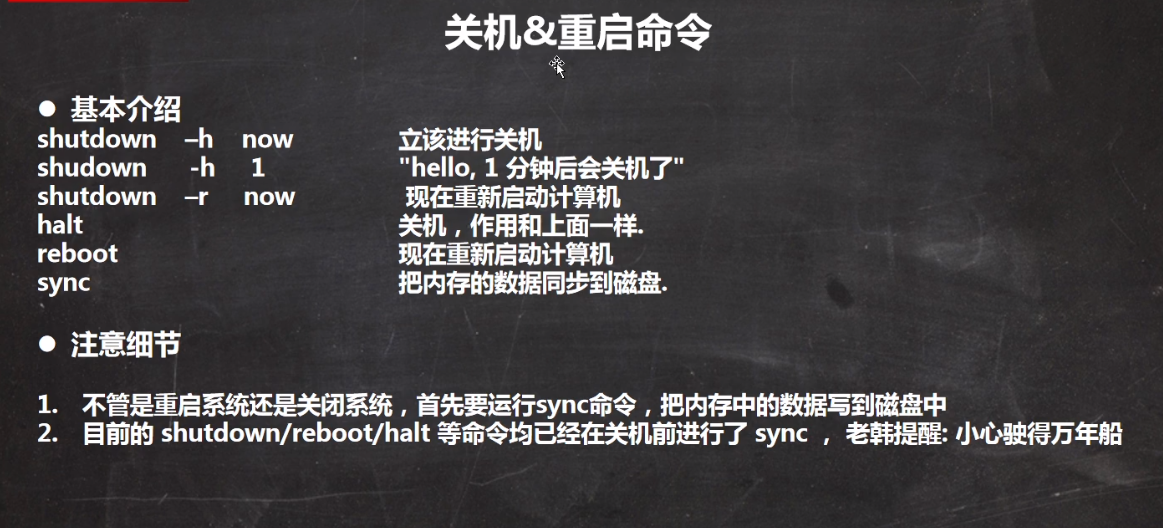 关机&重启命令
● 基本介绍
shutdown –h now 立该进行关机
shudown -h 1 "hello, 1 分钟后会关机了"
shutdown –r now 现在重新启动计算机
halt 关机，作用和上面一样.
reboot 现在重新启动计算机
sync 把内存的数据同步到磁盘.
● 注意细节
1. 不管是重启系统还是关闭系统，首先要运行sync命令，把内存中的数据写到磁盘中
2. 目前的 shutdown/reboot/halt 等命令均已经在关机前进行了 sync ， 老韩提醒: 小心驶得万年船